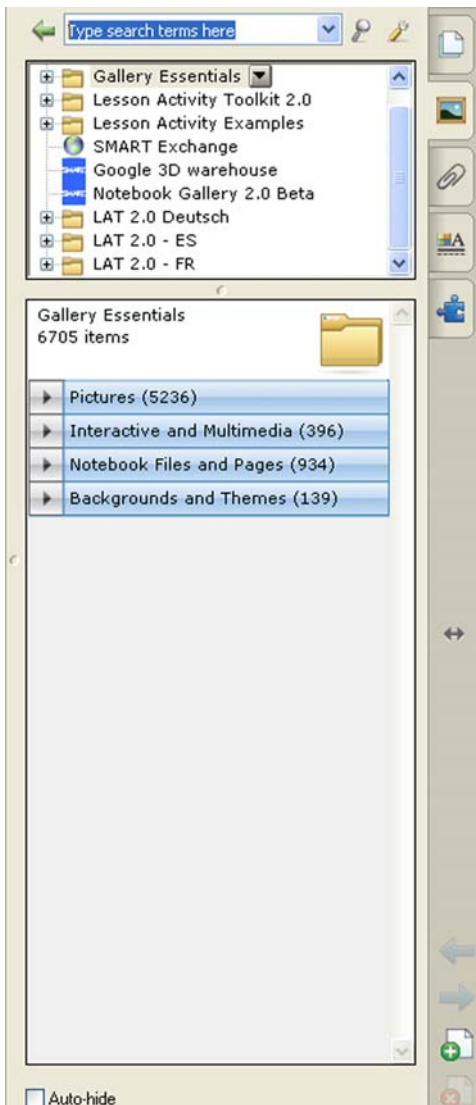 Type search terms here
Gallery Essentials
Lesson Activity Toolkit 2.0
Lesson Activity Examples
SMART Exchange
Google 3D warehouse
Notebook Gallery 2.0 Beta
LAT 2.0 Deutsch
LAT 2.0 - ES
LAT 2.0 - FR
Gallery Essentials
6705 items
Pictures (5236)
Interactive and Multimedia (396)
Notebook Files and Pages (934)
Backgrounds and Themes (139)
Auto-hide